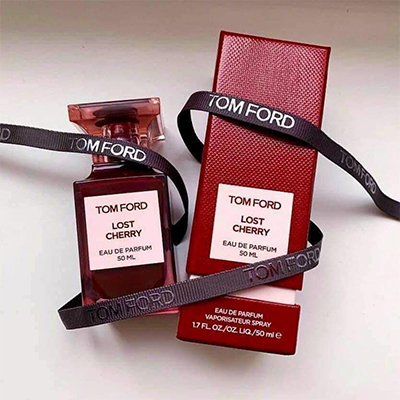 TOM FORD
TOM FORD
TOM FORD
LOST
CHERRY
EAU DE PARFUM
50 ML
TOM FORD
LOST
CHERRY
EAU DE PARFUM
50 ML
TOM FORD
TOM FORD
EAU DE PARFUM
VAPORISATEUR SPRAY
1.7 FL. OZ./OZ. LIQ./50 ml ℮